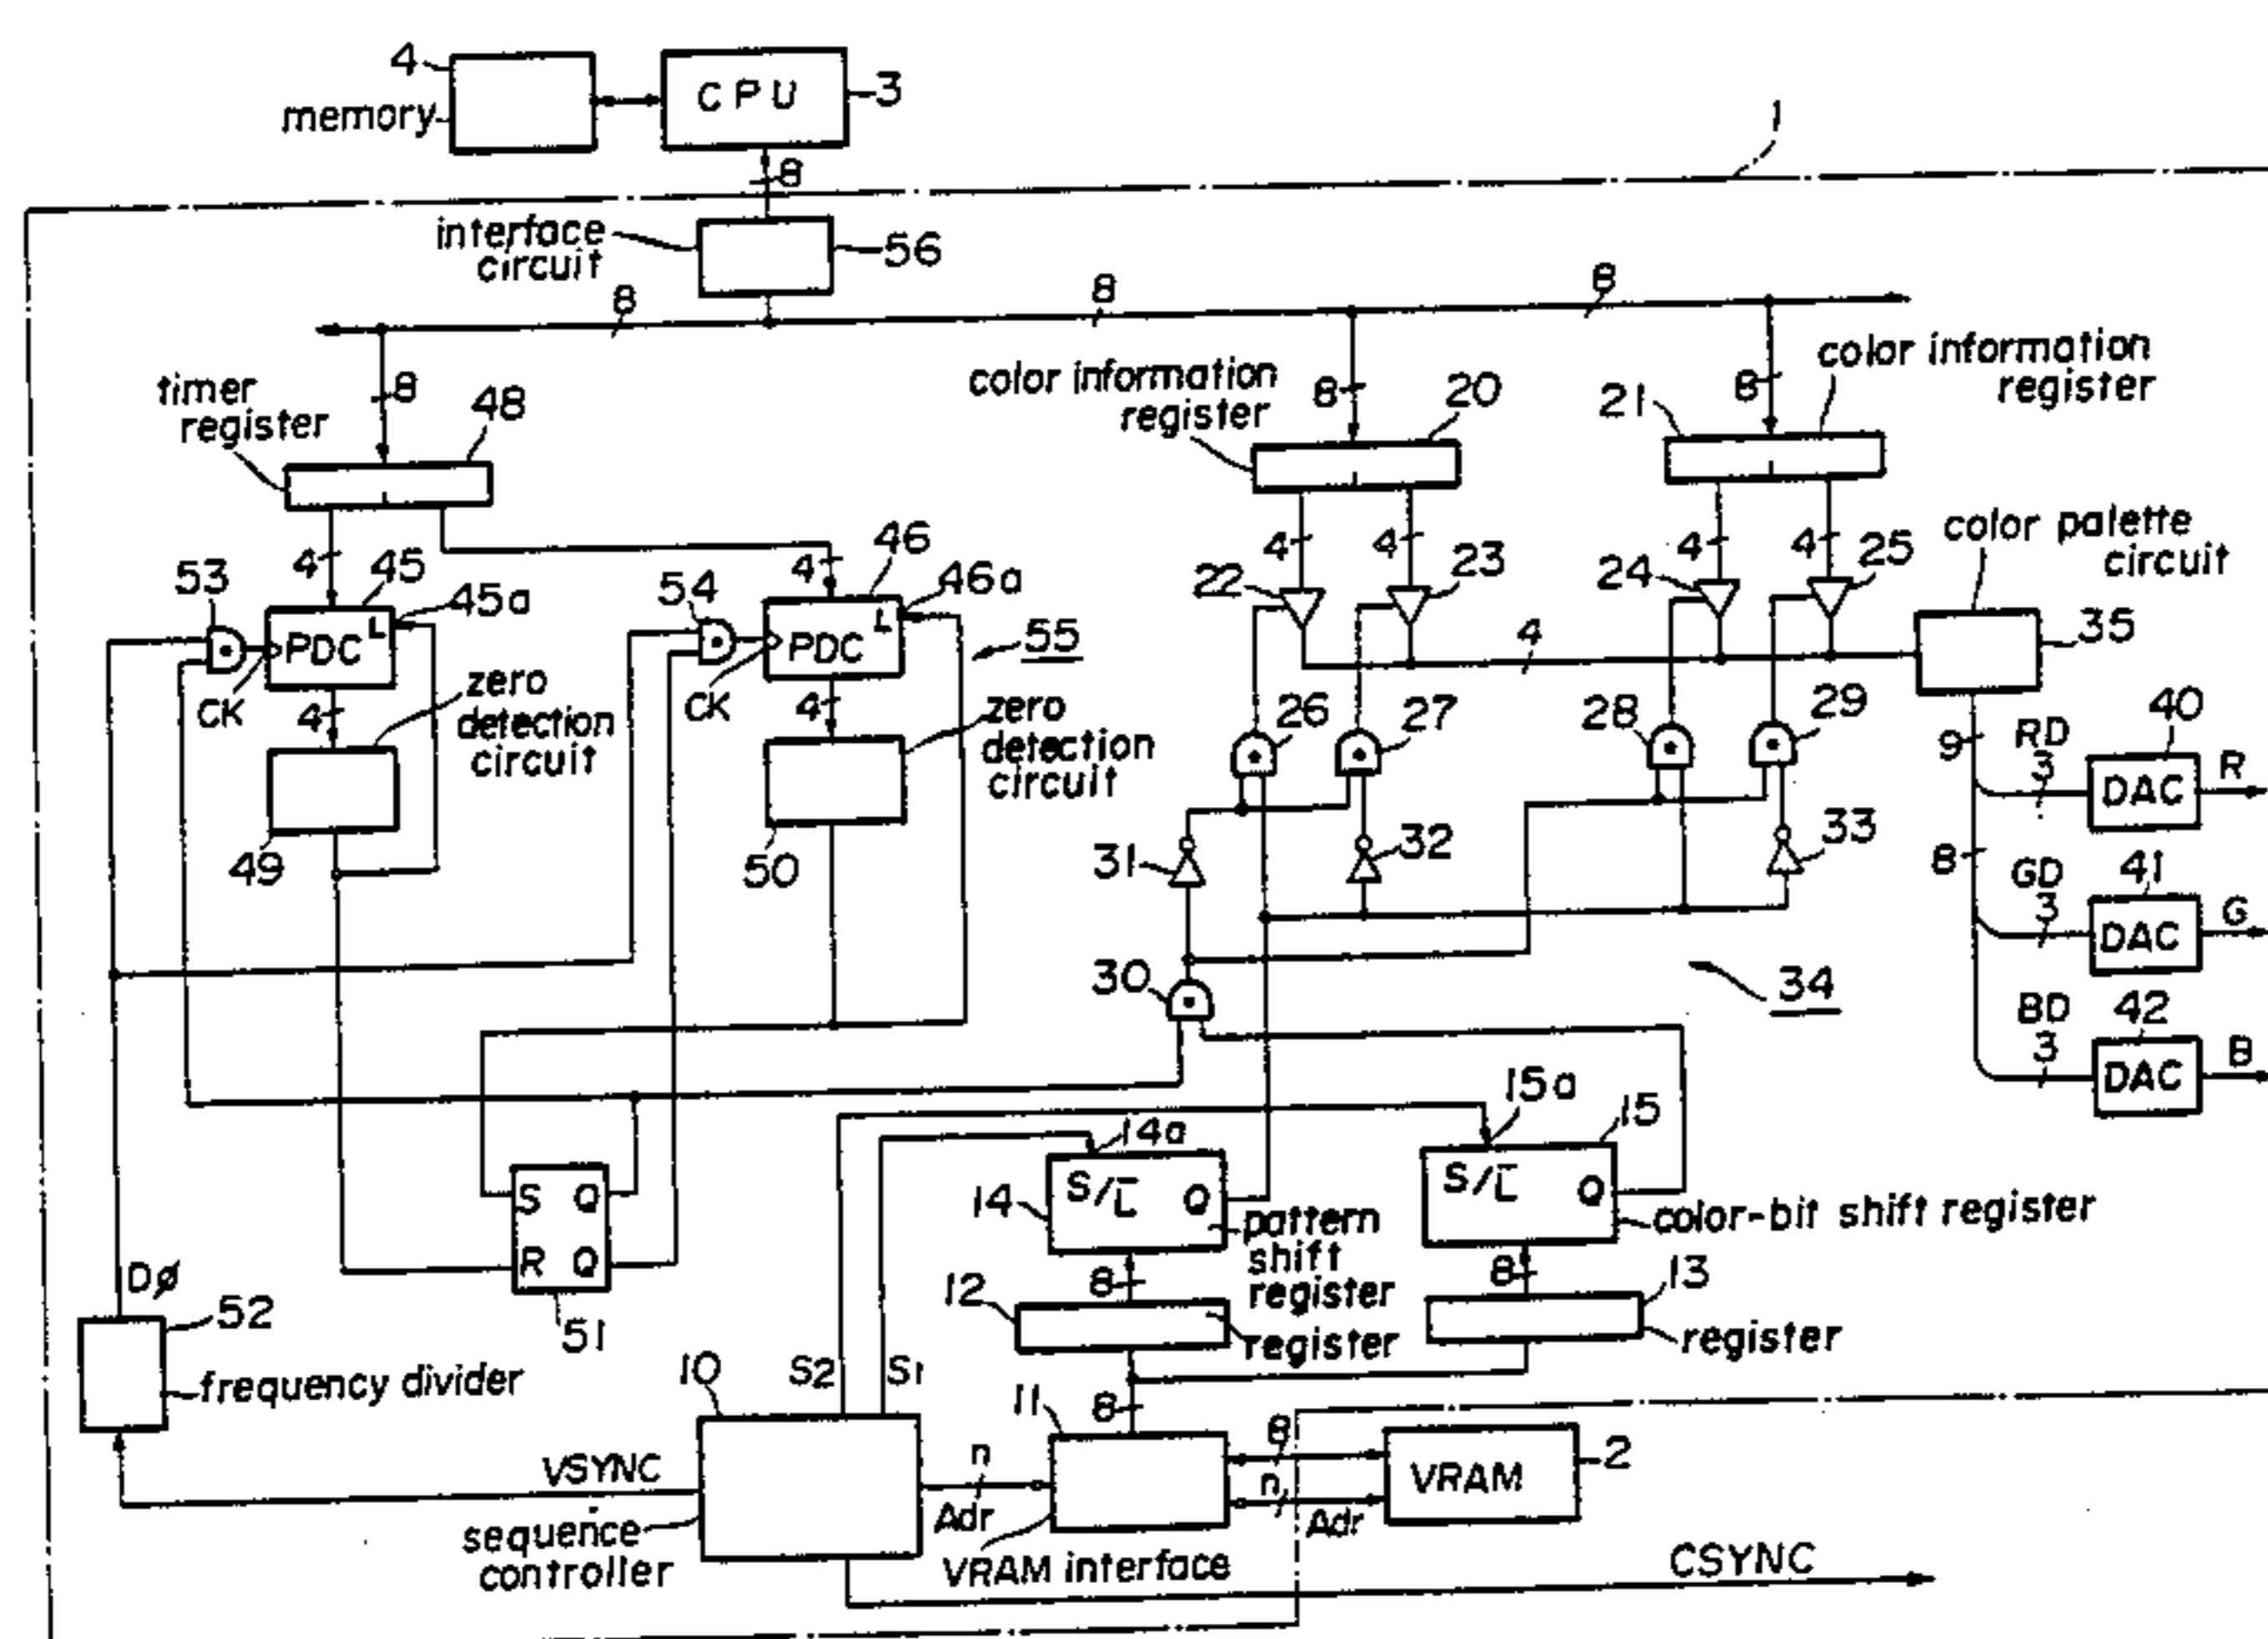 4
memory
CPU
3
1
8
interface
circuit
56
8
8
8
timer
register
8
48
color information
register
8
20
21
8
color information
register
4
45
53
45a
L
PDC
CK
4
46
54
46a
L
PDC
CK
55
4
4
22
23
4
4
24
25
4
color palette
circuit
35
4
zero
detection
circuit
49
4
zero
detection
circuit
50
26
27
28
29
31
32
33
9
RD
3
40
DAC
R
8
GD
3
41
DAC
G
BD
3
42
DAC
B
30
34
S Q
R Q
51
14a
S/L̅
Q
14
pattern
shift
register
15a
15
S/L̅
Q
color-bit shift register
8
12
register
8
13
register
DØ
52
frequency divider
10
S2
S1
11
8
VSYNC
sequence
controller
n
Adr
VRAM interface
8
n
Adr
VRAM
2
CSYNC